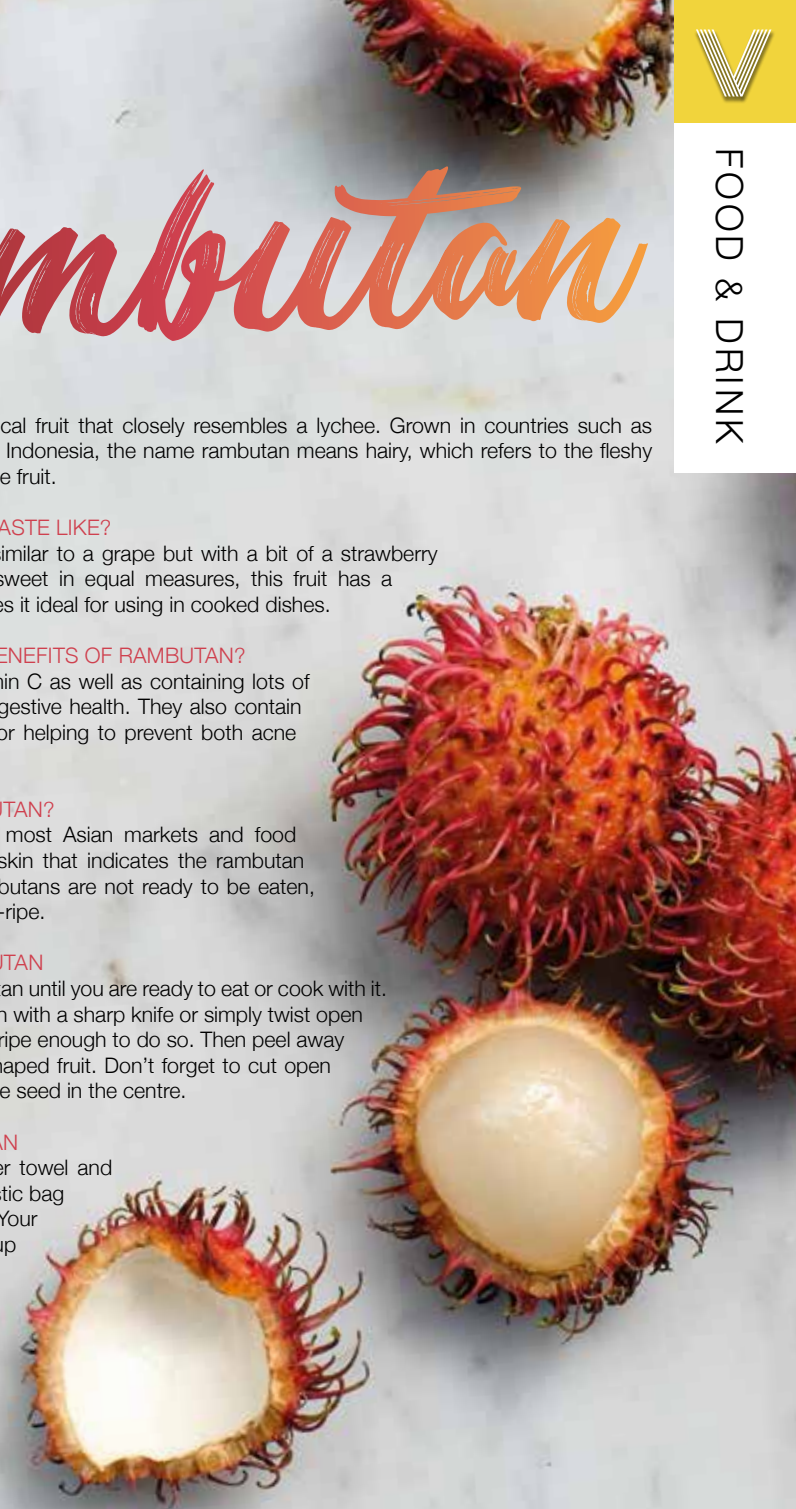 V
FOOD & DRINK
mbutan
cal fruit that closely resembles a lychee. Grown in countries such as
Indonesia, the name rambutan means hairy, which refers to the fleshy
e fruit.
ASTE LIKE?
similar to a grape but with a bit of a strawberry
sweet in equal measures, this fruit has a
es it ideal for using in cooked dishes.
ENEFITS OF RAMBUTAN?
min C as well as containing lots of
gestive health. They also contain
or helping to prevent both acne
UTAN?
most Asian markets and food
skin that indicates the rambutan
butans are not ready to be eaten,
-ripe.
UTAN
tan until you are ready to eat or cook with it.
n with a sharp knife or simply twist open
ripe enough to do so. Then peel away
haped fruit. Don’t forget to cut open
e seed in the centre.
AN
er towel and
stic bag
Your
up